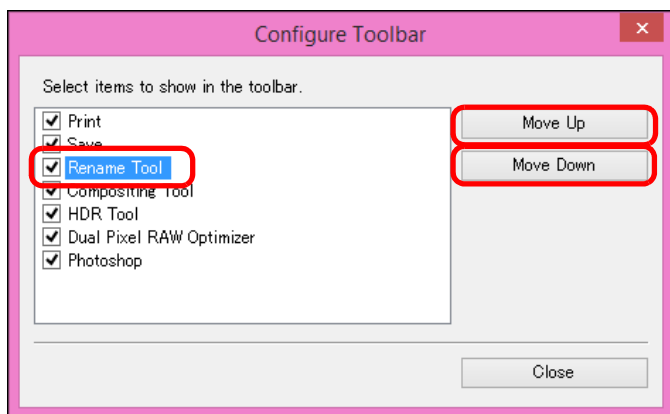 Configure Toolbar
Select items to show in the toolbar.
Print
Save
Rename Tool
Compositing Tool
HDR Tool
Dual Pixel RAW Optimizer
Photoshop
Move Up
Move Down
Close